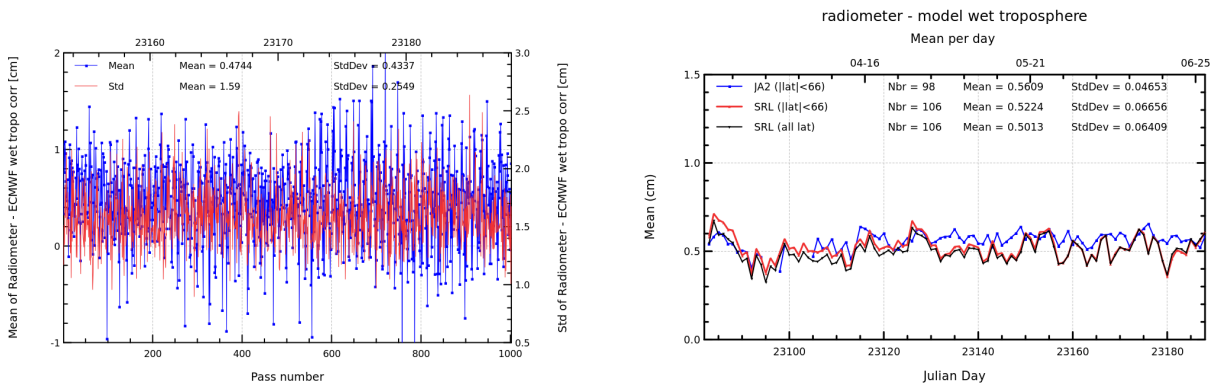 23160 23170 23180
2 3.0
Mean Mean = 0.4744 StdDev = 0.4337
Std Mean = 1.59 StdDev = 0.2549
2.5
1 2.0
1.5
0 1.0
-1 0.5
200 400 600 800 1000
Pass number
Mean of Radiometer - ECMWF wet tropo corr [cm]
Std of Radiometer - ECMWF wet tropo corr [cm]
radiometer - model wet troposphere
Mean per day
04-16 05-21 06-25
1.5
JA2 (|lat|<66) Nbr = 98 Mean = 0.5609 StdDev = 0.04653
SRL (|lat|<66) Nbr = 106 Mean = 0.5224 StdDev = 0.06656
SRL (all lat) Nbr = 106 Mean = 0.5013 StdDev = 0.06409
1.0
Mean (cm)
0.5
0.0
23100 23120 23140 23160 23180
Julian Day